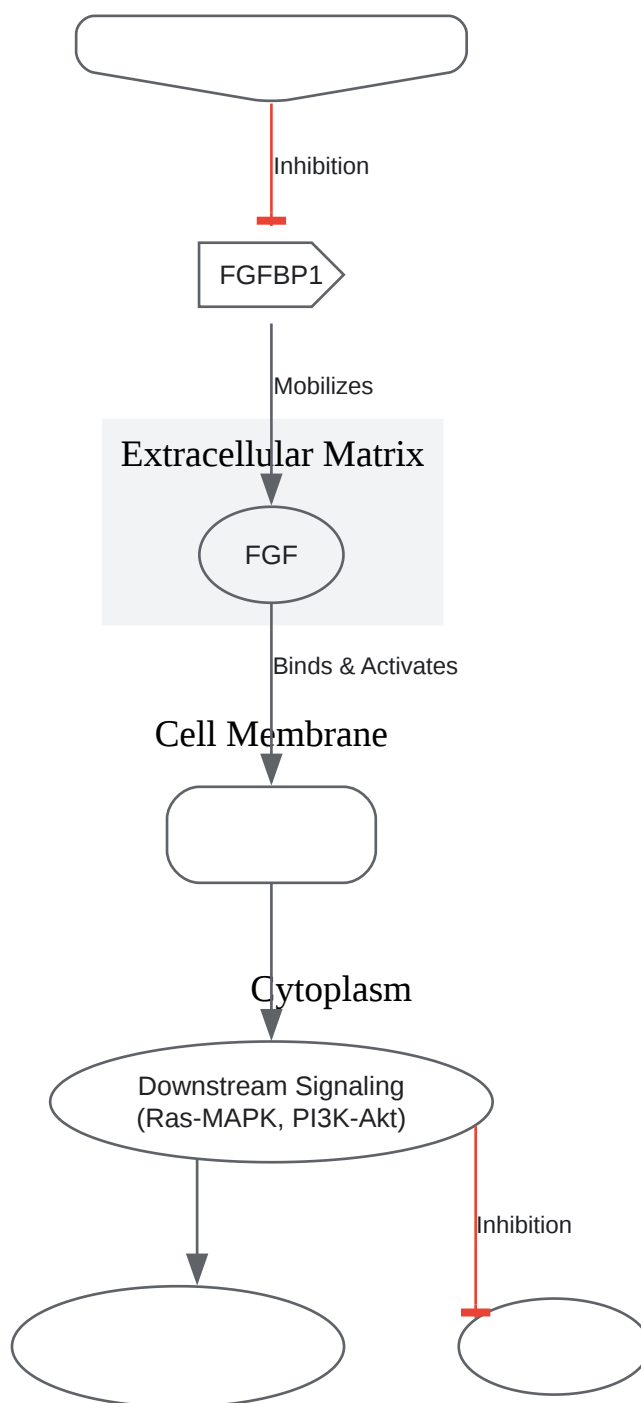 Inhibition
FGFBP1
Mobilizes
Extracellular Matrix
FGF
Binds & Activates
Cell Membrane
Cytoplasm
Downstream Signaling
(Ras-MAPK, PI3K-Akt)
Inhibition